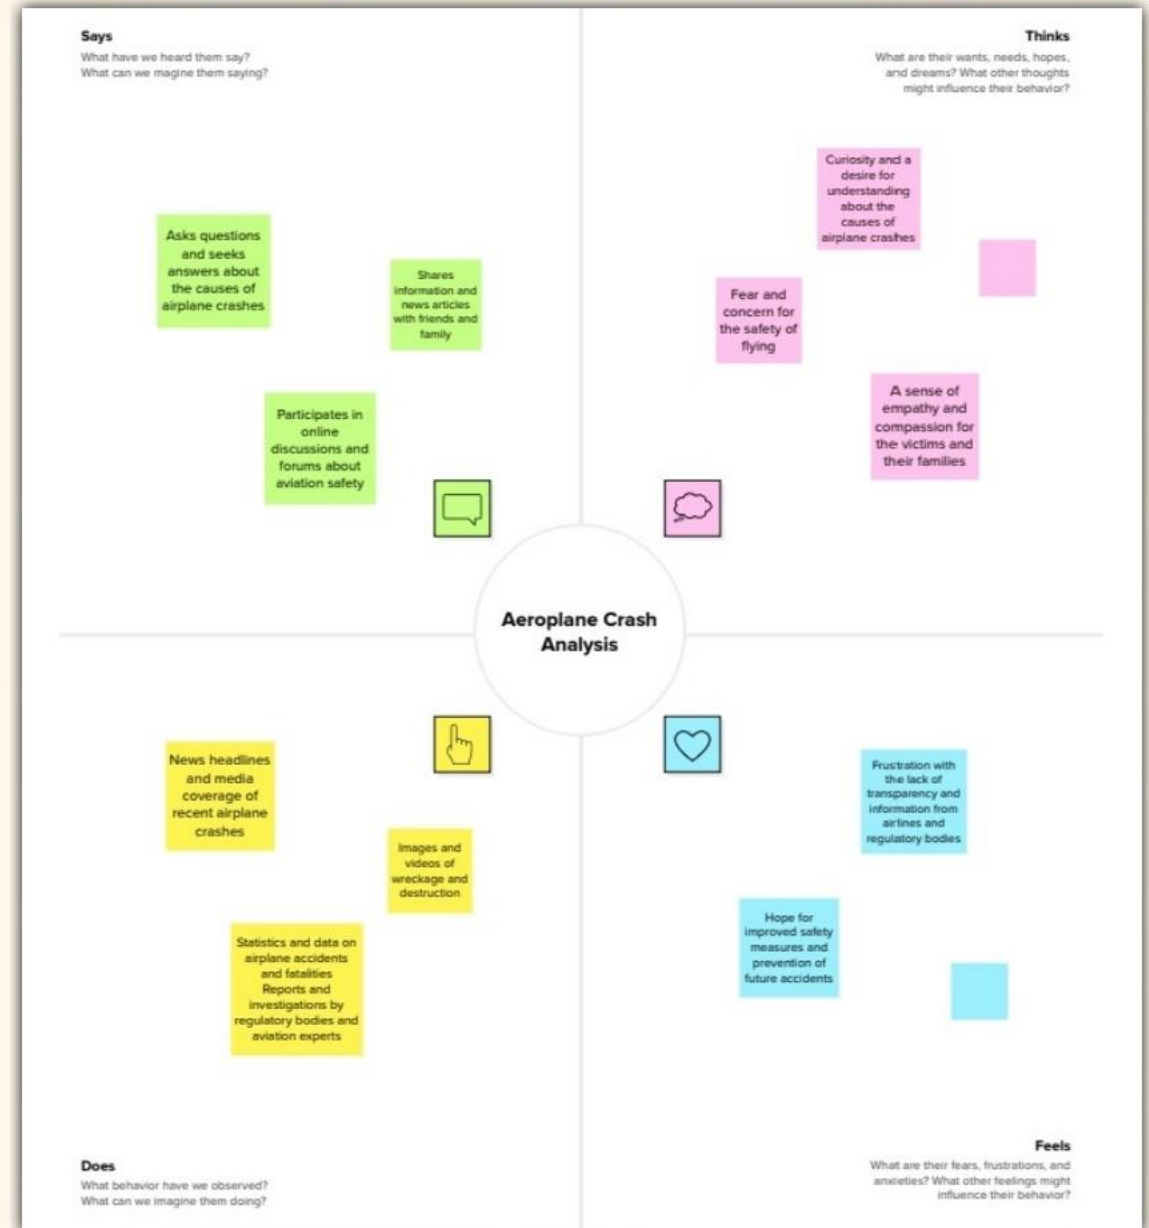 Says
What have we heard them say?
What can we magine them saying?
Thinks
What are their wants, needs, hopes,
and dreams? What other thoughts
might influence their behavior?
Asks questions
and seeks
answers about
the causes of
airplane crashes
Shares
information and
news articles
with friends and
family
Participates in
online
discussions and
forums about
aviation safety
Curiosity and a
desire for
understanding
about the
causes of
airplane crashes
Fear and
concern for
the safety of
flying
A sense of
empathy and
compassion for
the victims and
their families
Aeroplane Crash
Analysis
News headlines
and media
coverage of
recent airplane
crashes
Images and
videos of
wreckage and
destruction
Statistics and data on
airplane accidents
and fatalities
Reports and
investigations by
regulatory bodies and
aviation experts
Frustration with
the lack of
transparency and
information from
airlines and
regulatory bodies
Hope for
improved safety
measures and
prevention of
future accidents
Does
What behavior have we observed?
What can we imagine them doing?
Feels
What are their fears, frustrations, and
anxieties? What other feelings might
influence their behavior?